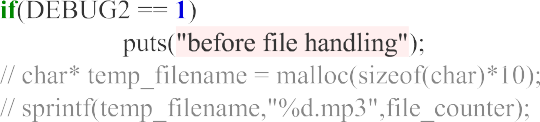 if(DEBUG2 == 1)
puts("before file handling");
// char* temp_filename = malloc(sizeof(char)*10);
// sprintf(temp_filename,"%d.mp3",file_counter);